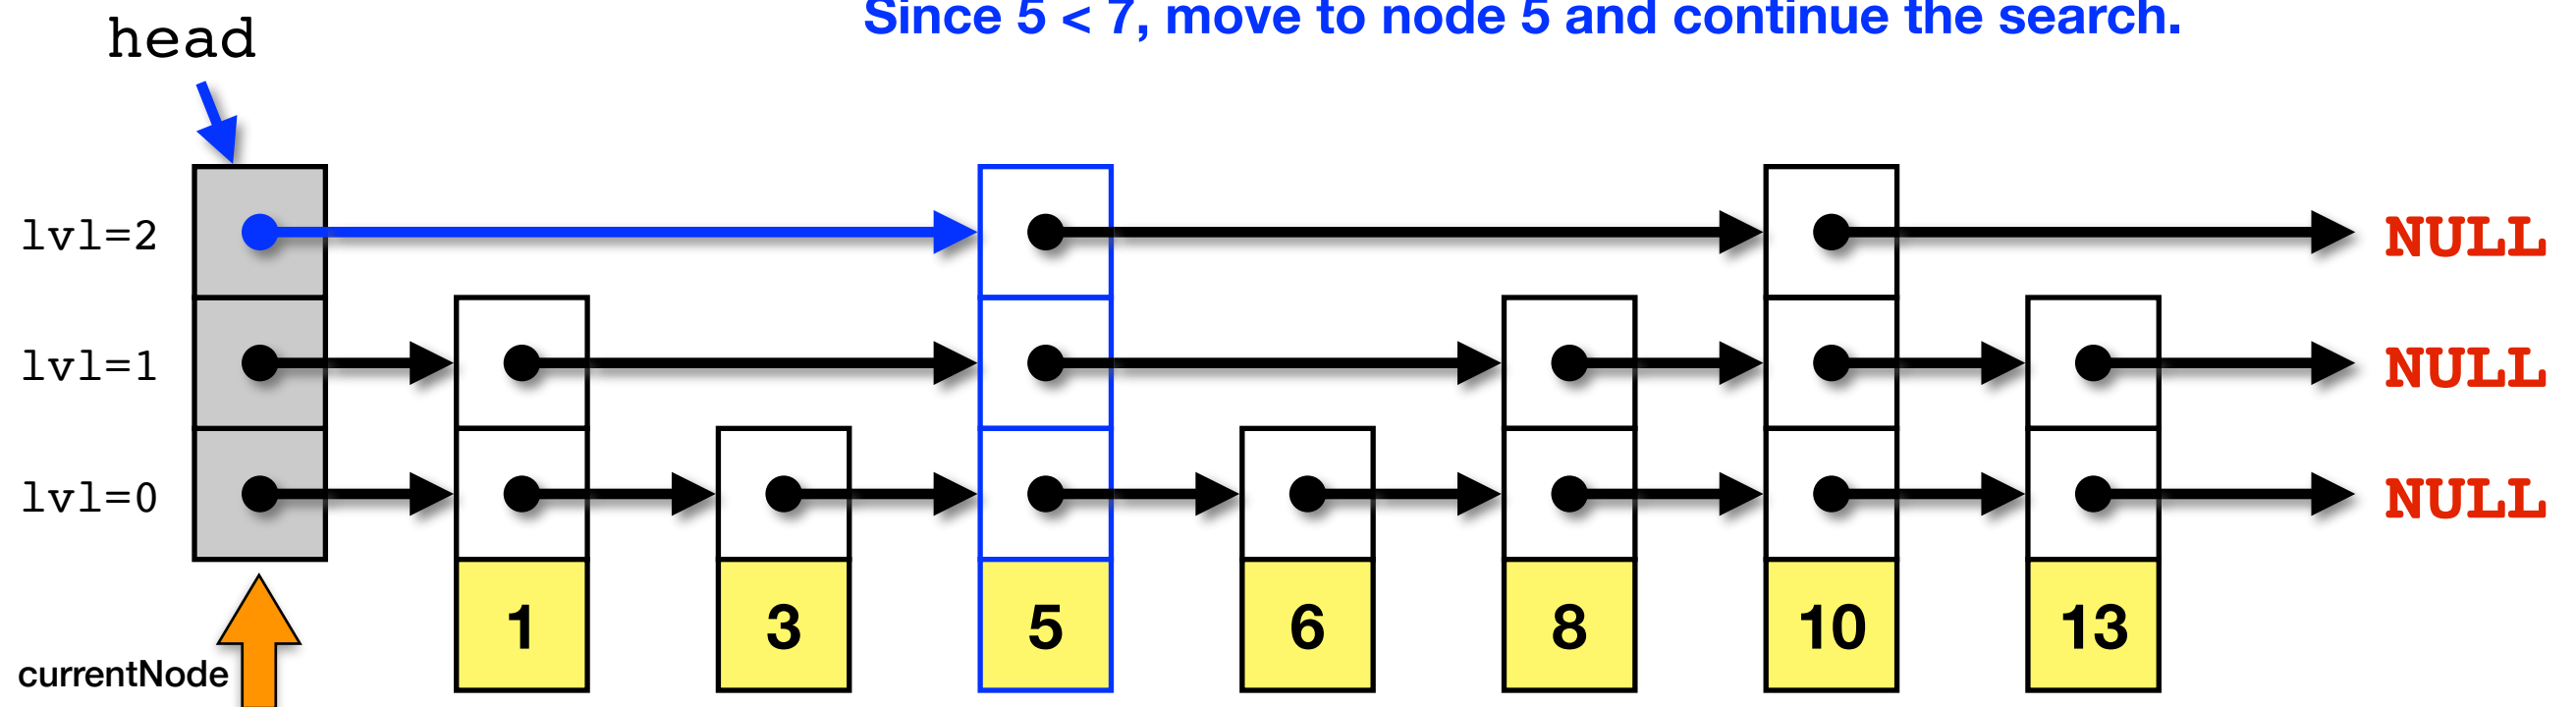 Since 5 < 7, move to node 5 and continue the search.
head
lvl=2 NULL
lvl=1 NULL
lvl=0 NULL
1 3 5 6 8 10 13
currentNode